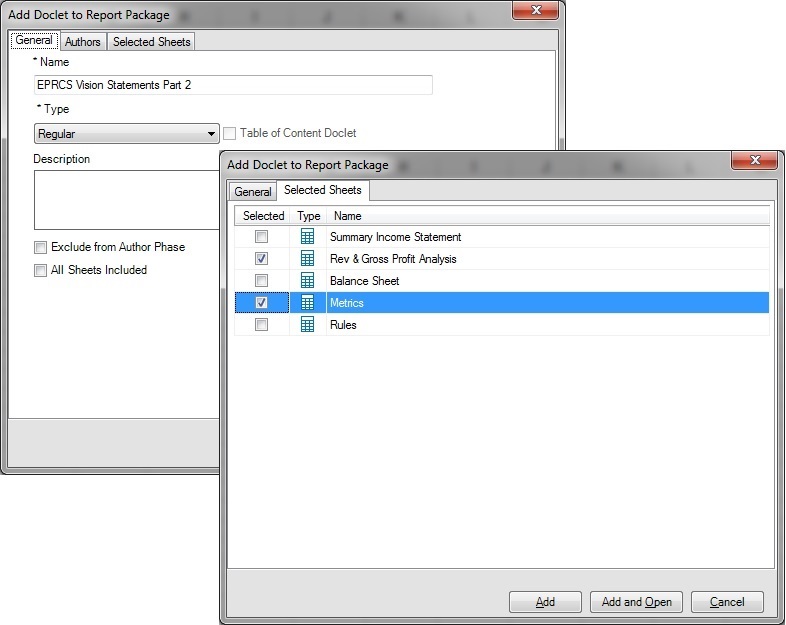 Add Doclet to Report Package
General Authors Selected Sheets
* Name
EPRCS Vision Statements Part 2
* Type
Regular Table of Content Doclet
Description
Exclude from Author Phase
All Sheets Included
Add Doclet to Report Package
General Selected Sheets
Selected Type Name
Summary Income Statement
Rev & Gross Profit Analysis
Balance Sheet
Metrics
Rules
Add Add and Open Cancel